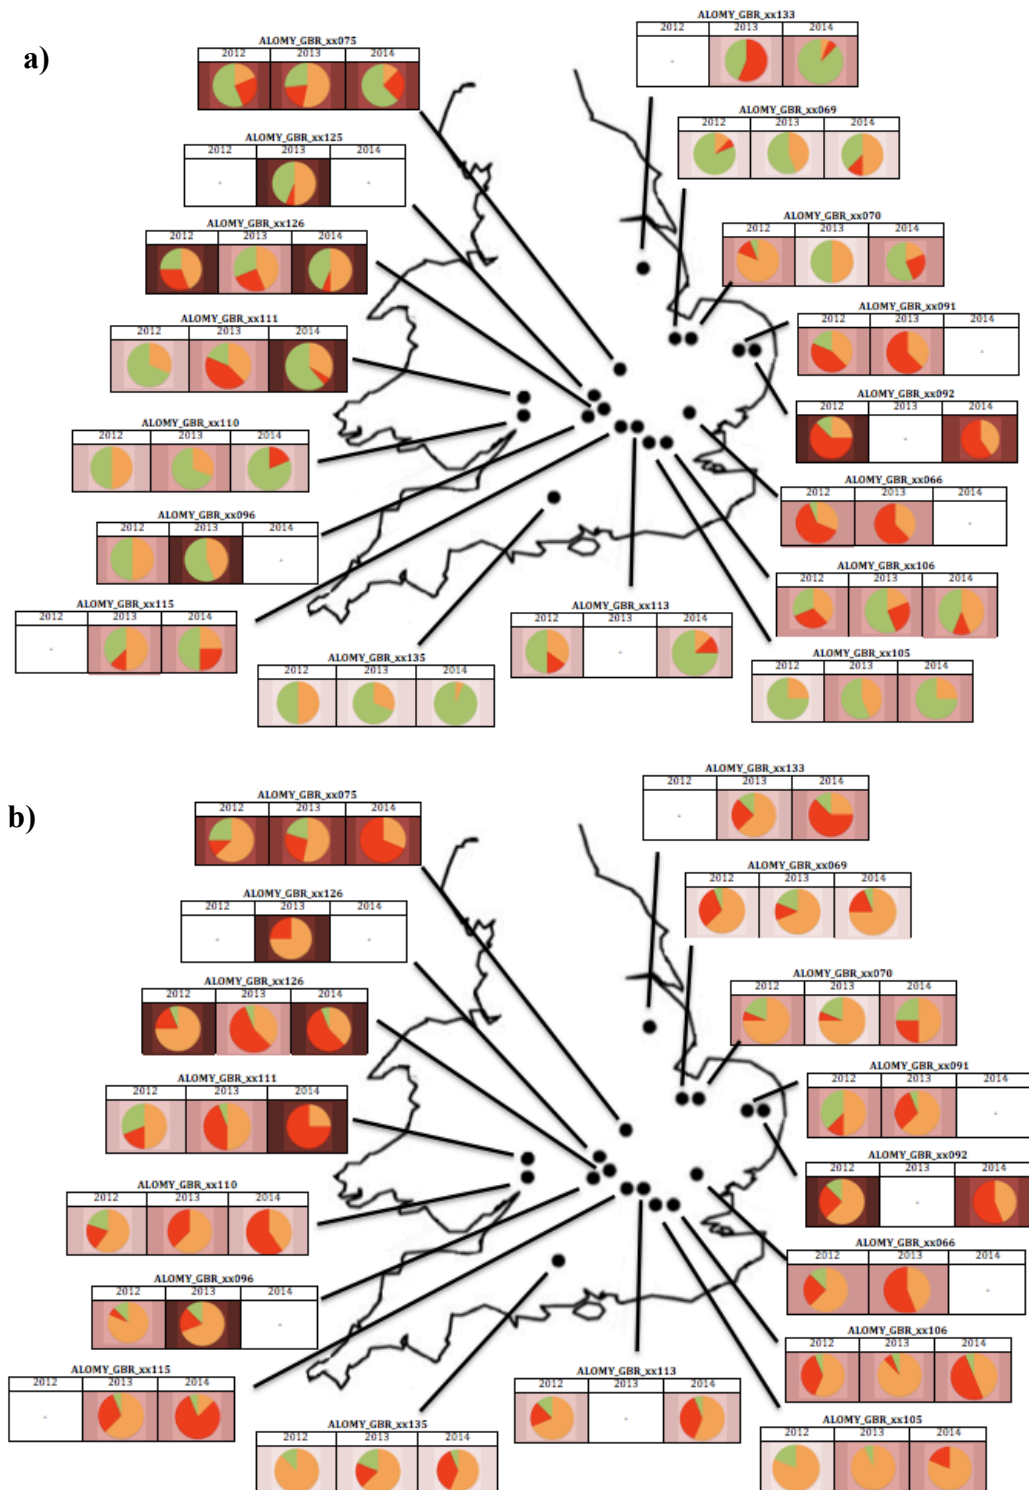 a)
ALOMY_GBR_xx133
2012 2013 2014
-
ALOMY_GBR_xx075
2012 2013 2014
ALOMY_GBR_xx069
2012 2013 2014
ALOMY_GBR_xx125
2012 2013 2014
- -
ALOMY_GBR_xx070
2012 2013 2014
ALOMY_GBR_xx126
2012 2013 2014
ALOMY_GBR_xx091
2012 2013 2014
-
ALOMY_GBR_xx111
2012 2013 2014
ALOMY_GBR_xx092
2012 2013 2014
-
ALOMY_GBR_xx110
2012 2013 2014
ALOMY_GBR_xx066
2012 2013 2014
-
ALOMY_GBR_xx096
2012 2013 2014
-
ALOMY_GBR_xx106
2012 2013 2014
ALOMY_GBR_xx115
2012 2013 2014
-
ALOMY_GBR_xx113
2012 2013 2014
-
ALOMY_GBR_xx135
2012 2013 2014
ALOMY_GBR_xx105
2012 2013 2014
b)
ALOMY_GBR_xx133
2012 2013 2014
-
ALOMY_GBR_xx075
2012 2013 2014
ALOMY_GBR_xx069
2012 2013 2014
ALOMY_GBR_xx126
2012 2013 2014
- -
ALOMY_GBR_xx070
2012 2013 2014
ALOMY_GBR_xx126
2012 2013 2014
ALOMY_GBR_xx091
2012 2013 2014
-
ALOMY_GBR_xx111
2012 2013 2014
ALOMY_GBR_xx092
2012 2013 2014
-
ALOMY_GBR_xx110
2012 2013 2014
ALOMY_GBR_xx066
2012 2013 2014
-
ALOMY_GBR_xx096
2012 2013 2014
-
ALOMY_GBR_xx106
2012 2013 2014
ALOMY_GBR_xx115
2012 2013 2014
-
ALOMY_GBR_xx113
2012 2013 2014
-
ALOMY_GBR_xx135
2012 2013 2014
ALOMY_GBR_xx105
2012 2013 2014